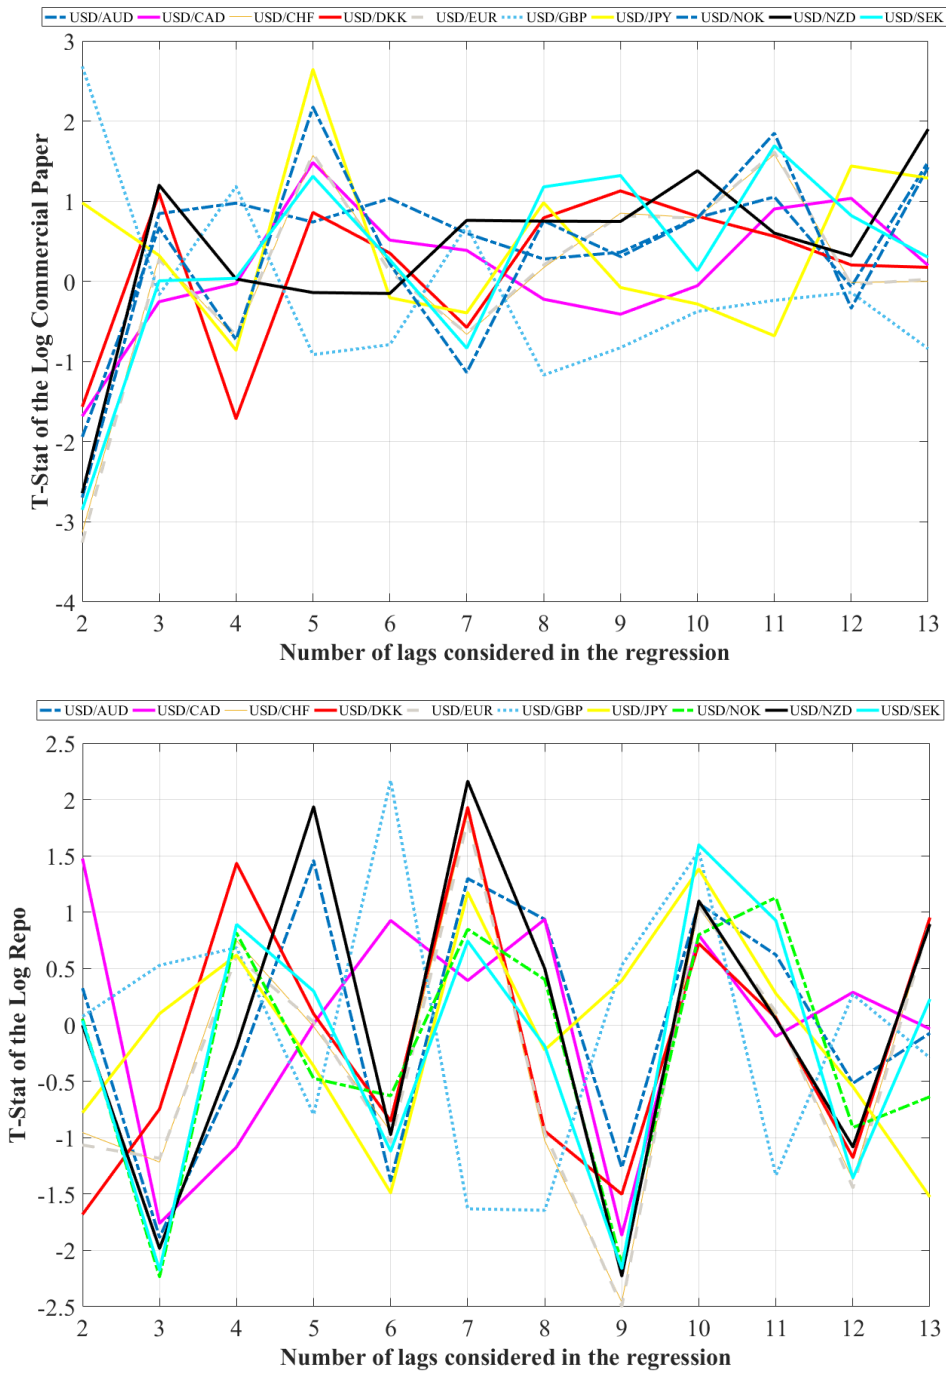 USD/AUD USD/CAD USD/CHF USD/DKK USD/EUR USD/GBP USD/JPY USD/NOK USD/NZD USD/SEK
T-Stat of the Log Commercial Paper
3
2
1
0
-1
-2
-3
-4
2 3 4 5 6 7 8 9 10 11 12 13
Number of lags considered in the regression
USD/AUD USD/CAD USD/CHF USD/DKK USD/EUR USD/GBP USD/JPY USD/NOK USD/NZD USD/SEK
T-Stat of the Log Repo
2.5
2
1.5
1
0.5
0
-0.5
-1
-1.5
-2
-2.5
2 3 4 5 6 7 8 9 10 11 12 13
Number of lags considered in the regression